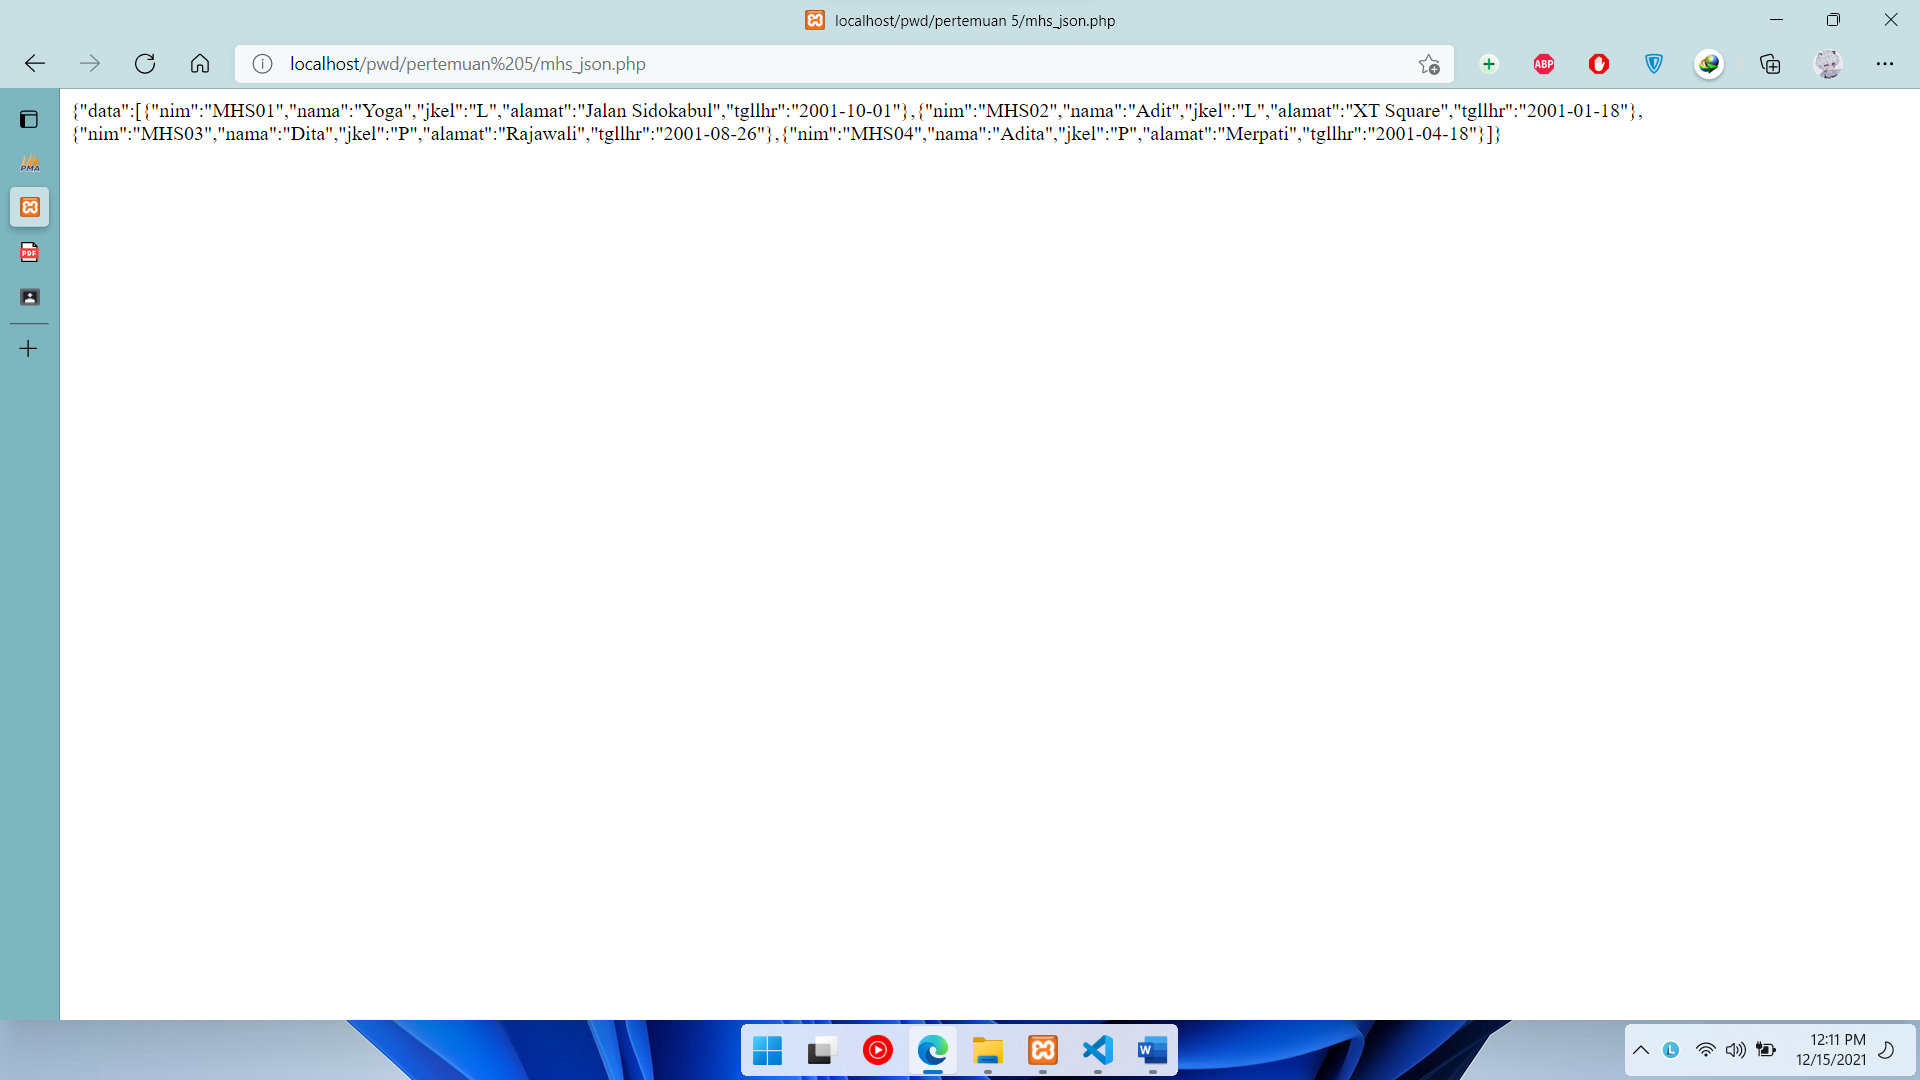 localhost/pwd/pertemuan 5/mhs_json.php
localhost/pwd/pertemuan%205/mhs_json.php
ABP
{"data":[{"nim":"MHS01","nama":"Yoga","jkel":"L","alamat":"Jalan Sidokabul","tgllhr":"2001-10-01"},{"nim":"MHS02","nama":"Adit","jkel":"L","alamat":"XT Square","tgllhr":"2001-01-18"},
{"nim":"MHS03","nama":"Dita","jkel":"P","alamat":"Rajawali","tgllhr":"2001-08-26"},{"nim":"MHS04","nama":"Adita","jkel":"P","alamat":"Merpati","tgllhr":"2001-04-18"}]}
PMA
PDF
W
L
12:11 PM
12/15/2021